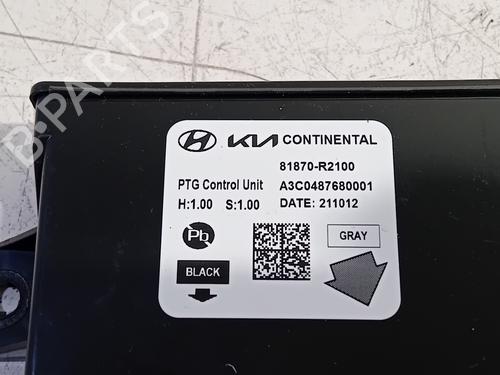 B-PARTS
KIA CONTINENTAL
81870-R2100
PTG Control Unit A3C0487680001
H:1.00 S:1.00 DATE: 211012
Pb
GRAY
BLACK